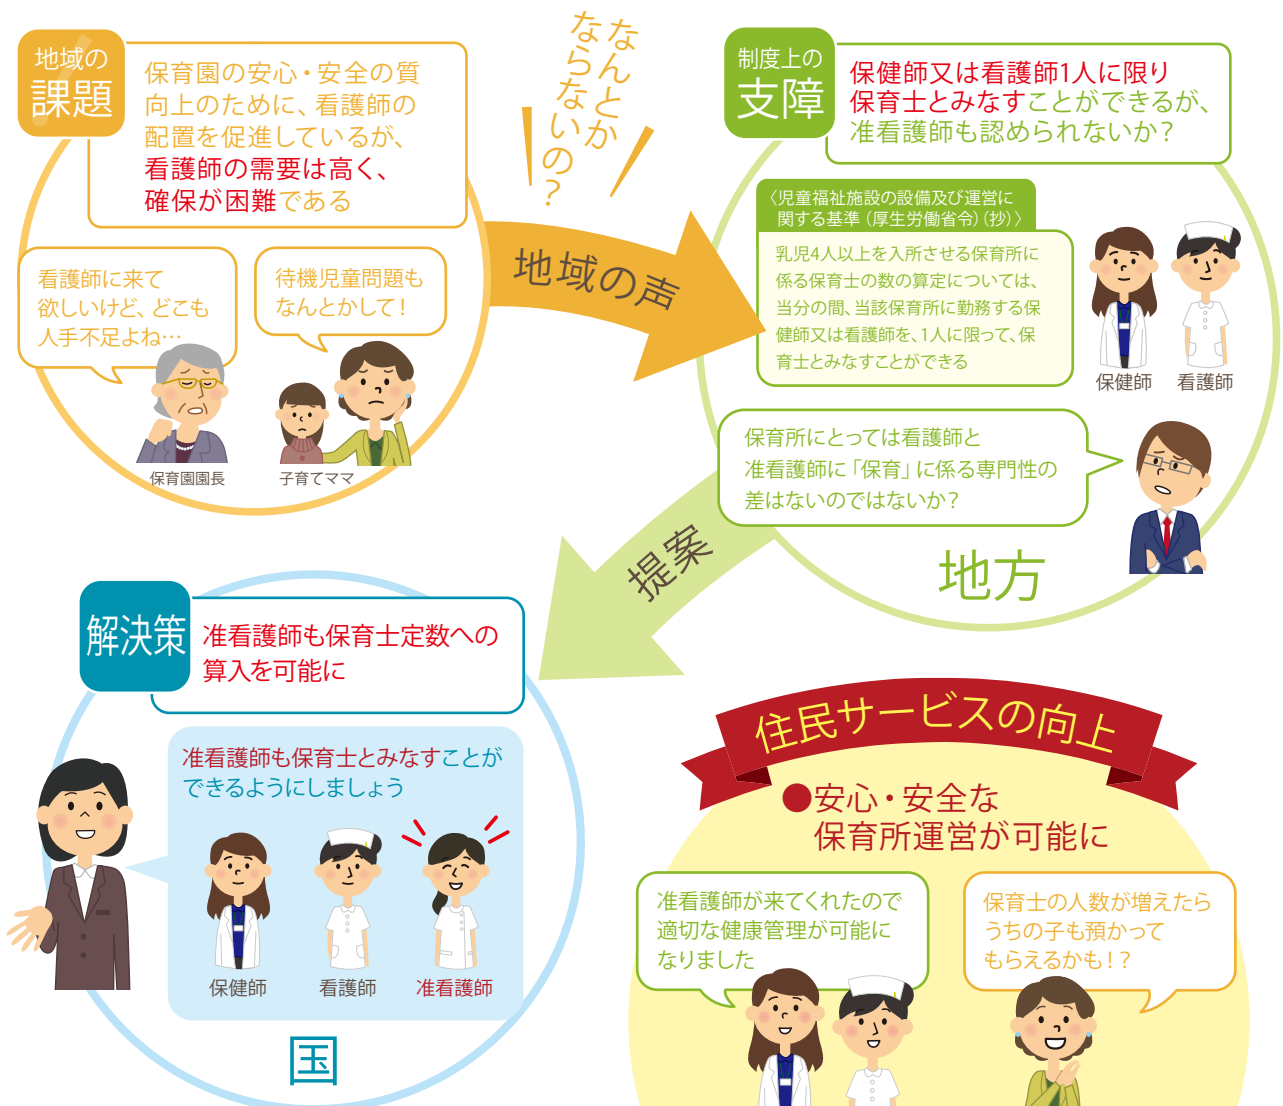 地域の
課題
保育園の安心・安全の質
向上のために、看護師の
配置を促進しているが、
看護師の需要は高く、
確保が困難である
看護師に来て
欲しいけど、どこも
人手不足よね…
待機児童問題も
なんとかして！
保育園園長
子育てママ
なんとか
ならないの？
地域の声
制度上の
支障
保健師又は看護師1人に限り
保育士とみなすことができるが、
准看護師も認められないか？
〈児童福祉施設の設備及び運営に
関する基準（厚生労働省令）（抄）〉
乳児4人以上を入所させる保育所に
係る保育士の数の算定については、
当分の間、当該保育所に勤務する保
健師又は看護師を、1人に限って、保
育士とみなすことができる
保健師
看護師
保育所にとっては看護師と
准看護師に「保育」に係る専門性の
差はないのではないか？
地方
提案
解決策
准看護師も保育士定数への
算入を可能に
准看護師も保育士とみなすことが
できるようにしましょう
保健師
看護師
准看護師
国
住民サービスの向上
●安心・安全な
保育所運営が可能に
准看護師が来てくれたので
適切な健康管理が可能に
なりました
保育士の人数が増えたら
うちの子も預かって
もらえるかも！？